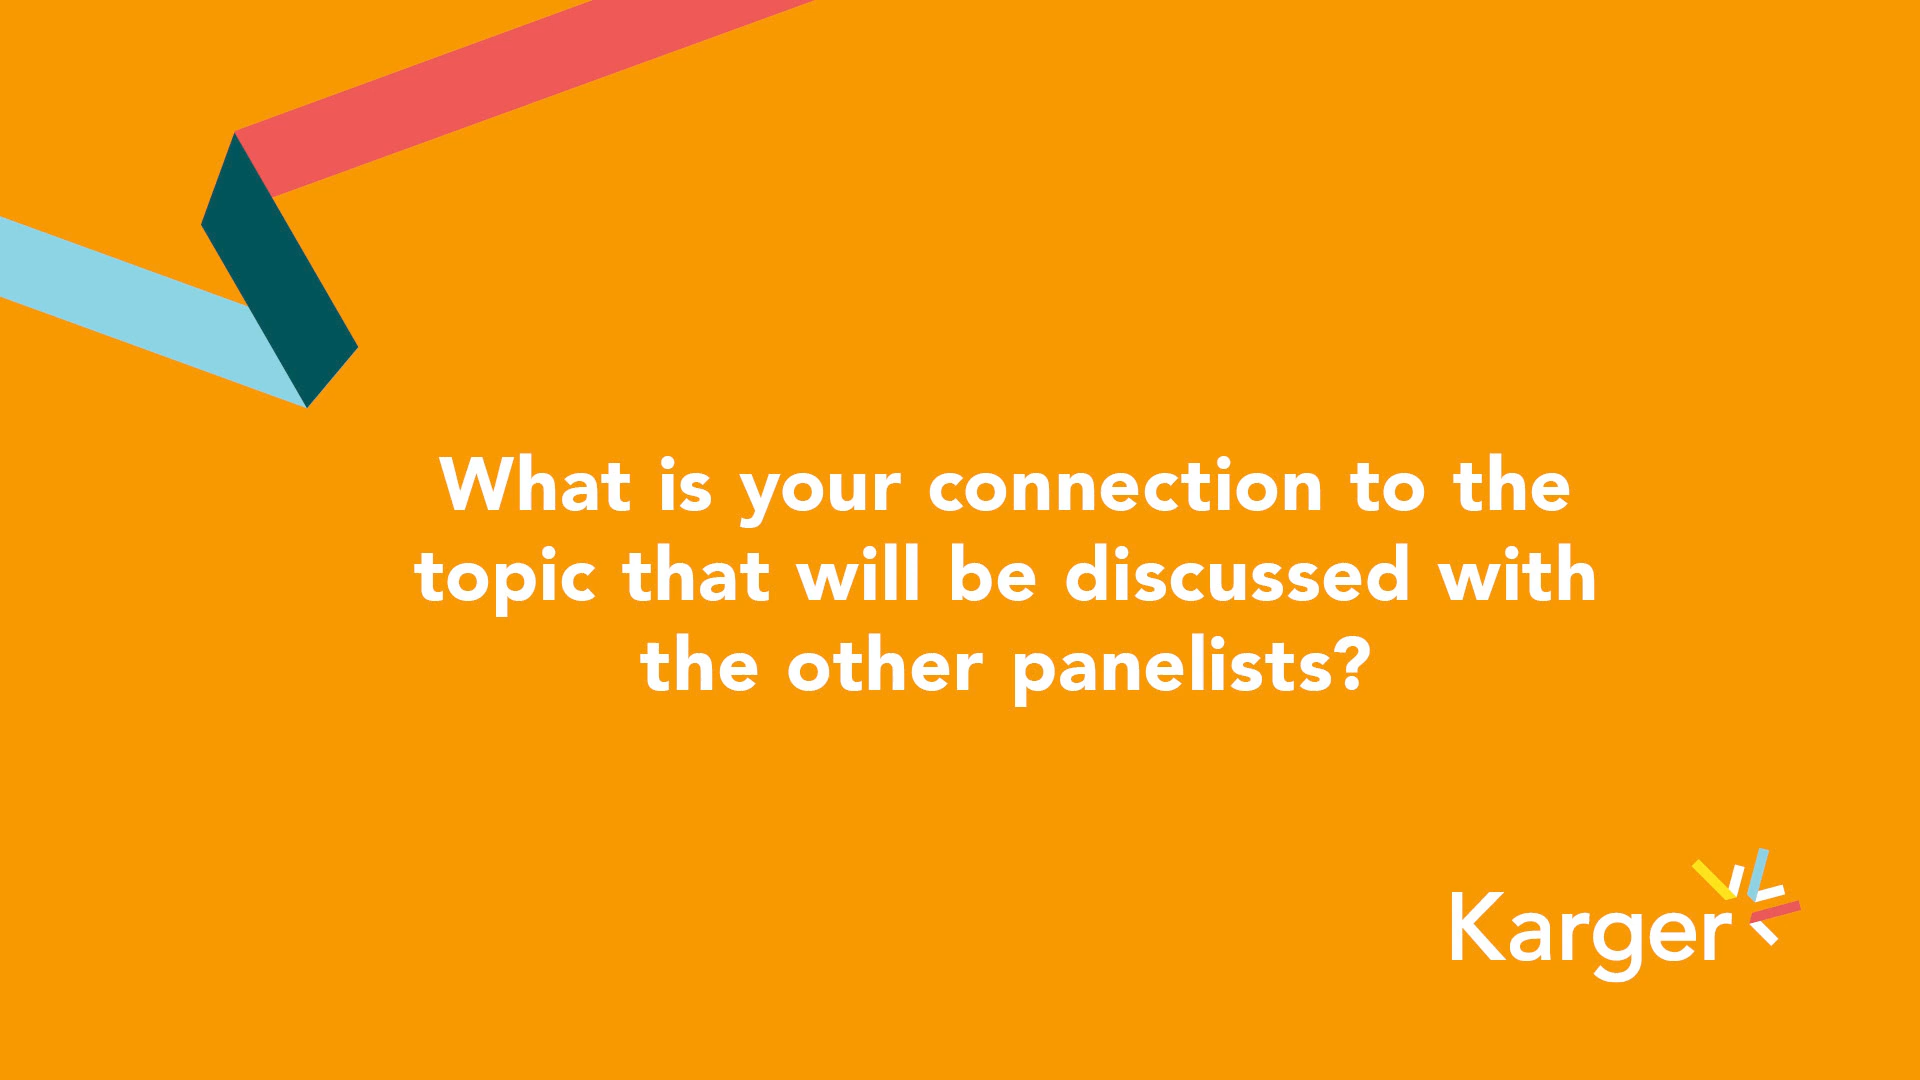 What is your connection to the
topic that will be discussed with
the other panelists?
Karger